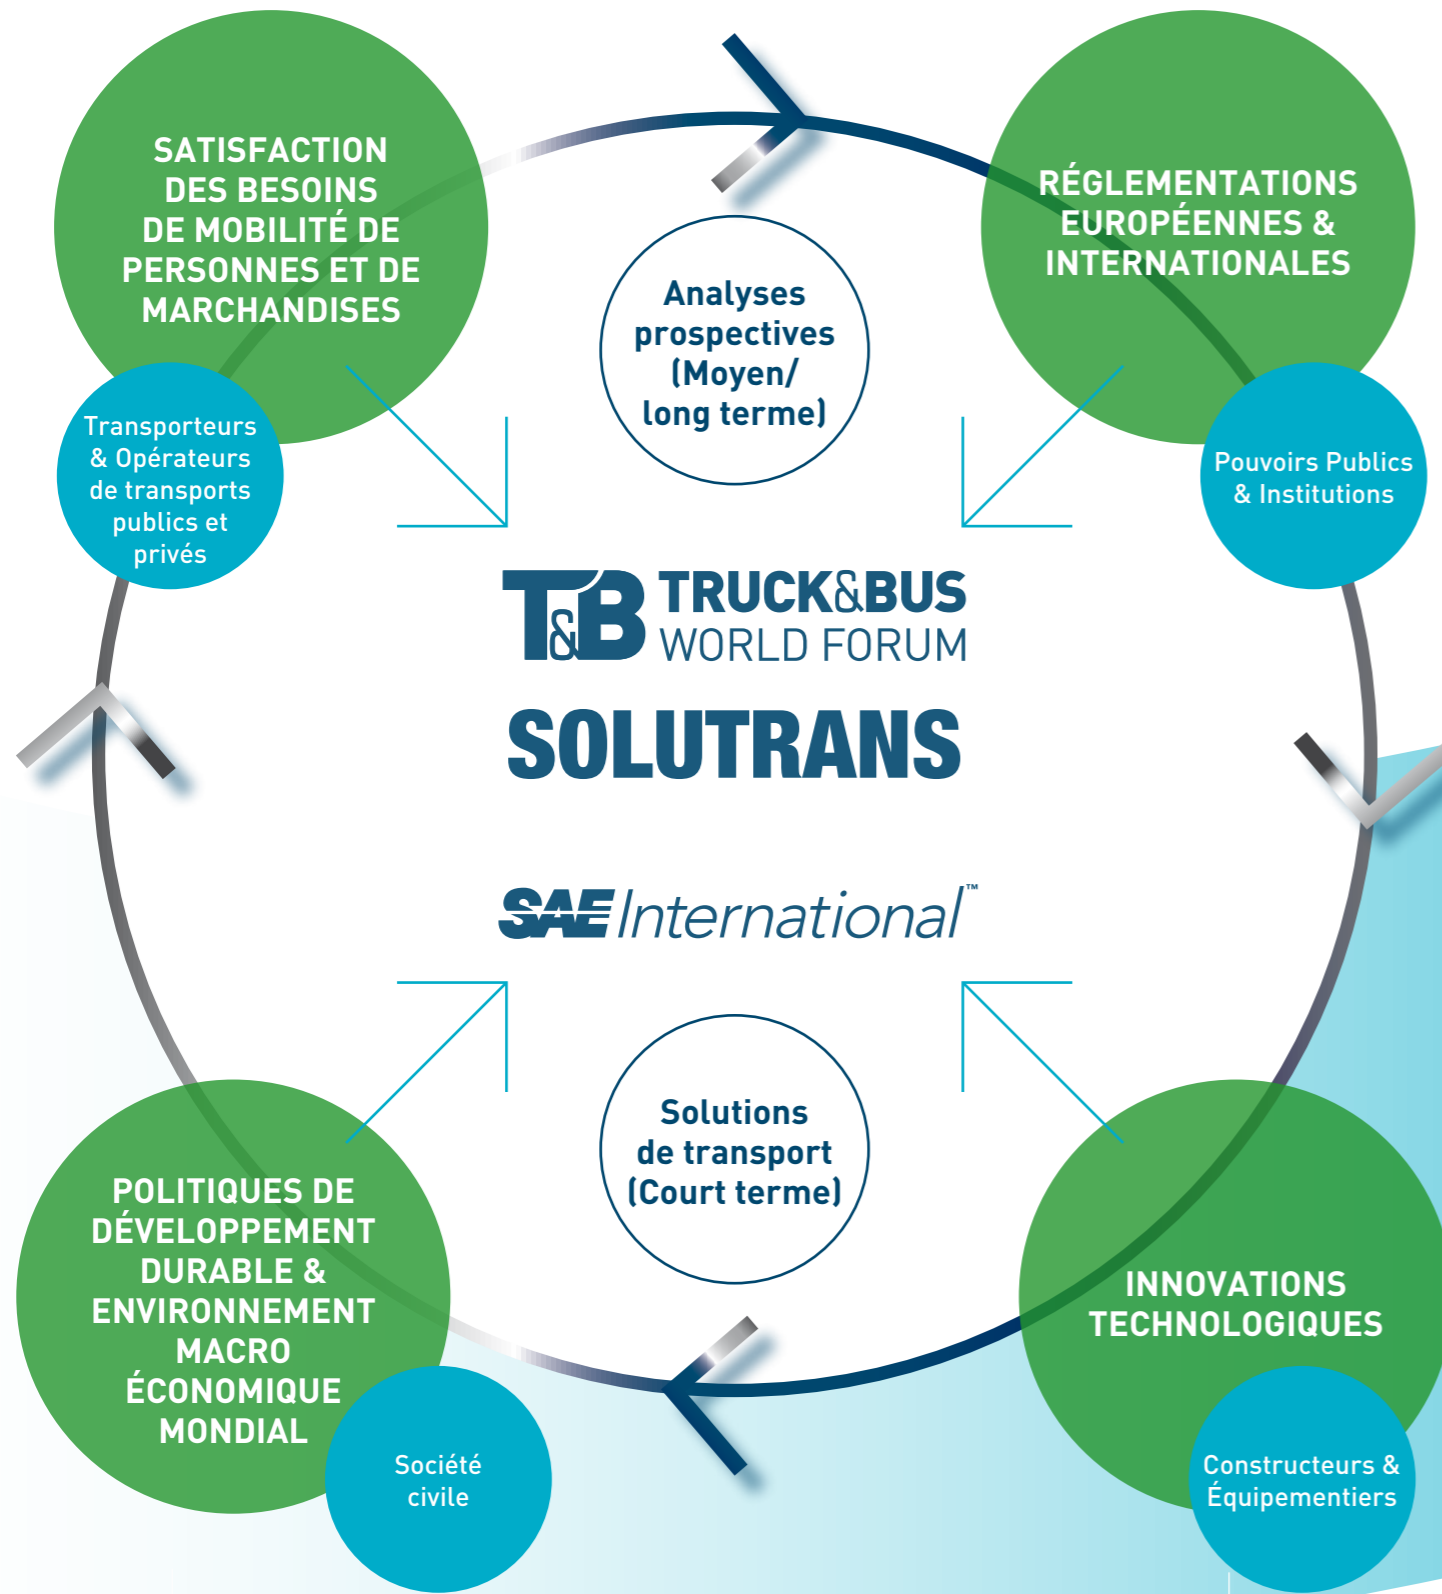 SATISFACTION
DES BESOINS
DE MOBILITÉ DE
PERSONNES ET DE
MARCHANDISES
Transporteurs
& Opérateurs
de transports
publics et
privés
Analyses
prospectives
(Moyen/
long terme)
RÉGLEMENTATIONS
EUROPÉENNES &
INTERNATIONALES
Pouvoirs Publics
& Institutions
T&B TRUCK&BUS
WORLD FORUM
SOLUTRANS
SAE International™
POLITIQUES DE
DÉVELOPPEMENT
DURABLE &
ENVIRONNEMENT
MACRO
ÉCONOMIQUE
MONDIAL
Société
civile
Solutions
de transport
(Court terme)
INNOVATIONS
TECHNOLOGIQUES
Constructeurs &
Équipementiers